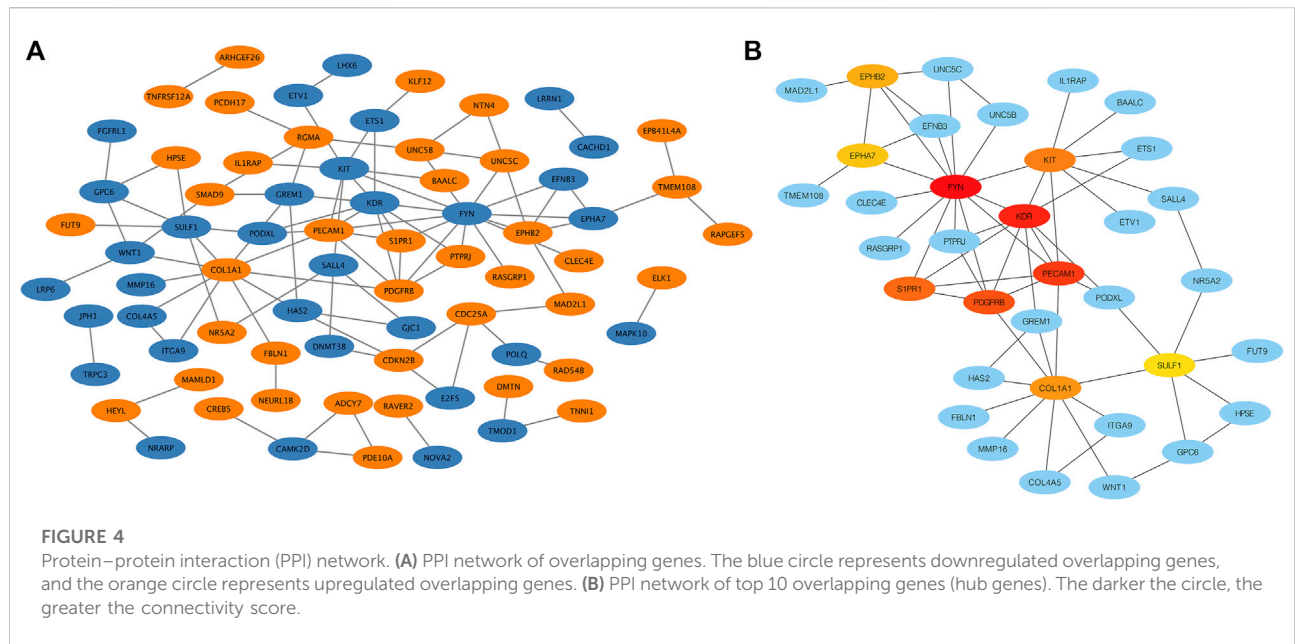 A
ARHGEF26
TNFRSF12A
LHX6
ETV1
KLF12
PCDH17
ETS1
LRRN1
NTN4
CACHD1
EPB41L4A
FGFRL1
RGMA
HPSE
IL1RAP
UNC5B
UNC5C
KIT
GPC6
BAALC
EFNB3
TMEM108
SMAD9
GREM1
KDR
EPHA7
FYN
FUT9
SULF1
PODXL
PECAM1
S1PR1
EPHB2
RAPGEF5
WNT1
PTPRJ
CLEC4E
COL1A1
SALL4
RASGRP1
LRP6
MMP16
PDGFRB
ELK1
JPH1
COL4A5
HAS2
CDC25A
MAD2L1
NR5A2
GJC1
MAPK10
ITGA9
FBLN1
DNMT3B
CDKN2B
POLQ
TRPC3
RAD54B
MAMLD1
NEURL1B
E2F5
DMTN
HEYL
CREB5
ADCY7
RAVER2
TNNI1
TMOD1
NRARP
CAMK2D
PDE10A
NOVA2
B
EPHB2
UNC5C
IL1RAP
MAD2L1
BAALC
UNC5B
EFNB3
ETS1
EPHA7
KIT
TMEM108
FYN
SALL4
CLEC4E
KDR
ETV1
RASGRP1
PTPRJ
PECAM1
NR5A2
S1PR1
PDGFRB
PODXL
GREM1
FUT9
SULF1
HAS2
COL1A1
HPSE
FBLN1
ITGA9
MMP16
GPC6
COL4A5
WNT1
FIGURE 4
Protein–protein interaction (PPI) network. (A) PPI network of overlapping genes. The blue circle represents downregulated overlapping genes,
and the orange circle represents upregulated overlapping genes. (B) PPI network of top 10 overlapping genes (hub genes). The darker the circle, the
greater the connectivity score.